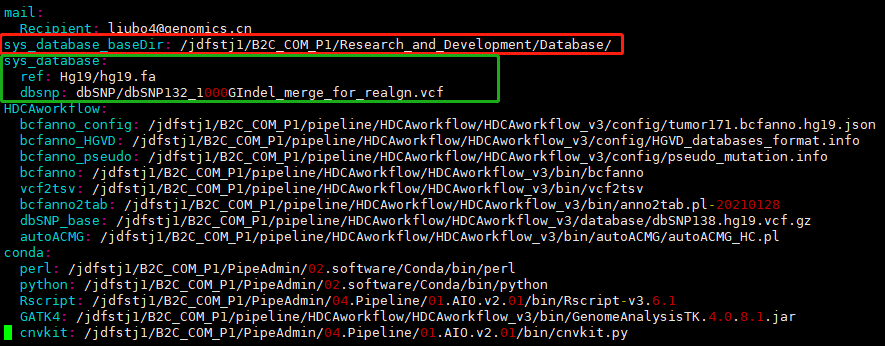 mail:
  Recipient: liubo4@genomics.cn
sys_database_baseDir: /jdfstj1/B2C_COM_P1/Research_and_Development/Database/
sys_database:
  ref: Hg19/hg19.fa
  dbsnp: dbSNP/dbSNP132_1000GIndel_merge_for_realgn.vcf
HDCAworkflow:
  bcfanno_config: /jdfstj1/B2C_COM_P1/pipeline/HDCAworkflow/HDCAworkflow_v3/config/tumor171.bcfanno.hg19.json
  bcfanno_HGVD: /jdfstj1/B2C_COM_P1/pipeline/HDCAworkflow/HDCAworkflow_v3/config/HGVD_databases_format.info
  bcfanno_pseudo: /jdfstj1/B2C_COM_P1/pipeline/HDCAworkflow/HDCAworkflow_v3/config/pseudo_mutation.info
  bcfanno: /jdfstj1/B2C_COM_P1/pipeline/HDCAworkflow/HDCAworkflow_v3/bin/bcfanno
  vcf2tsv: /jdfstj1/B2C_COM_P1/pipeline/HDCAworkflow/HDCAworkflow_v3/bin/vcf2tsv
  bcfanno2tab: /jdfstj1/B2C_COM_P1/pipeline/HDCAworkflow/HDCAworkflow_v3/bin/anno2tab.pl-20210128
  dbSNP_base: /jdfstj1/B2C_COM_P1/pipeline/HDCAworkflow/HDCAworkflow_v3/database/dbSNP138.hg19.vcf.gz
  autoACMG: /jdfstj1/B2C_COM_P1/pipeline/HDCAworkflow/HDCAworkflow_v3/bin/autoACMG/autoACMG_HC.pl
conda:
  perl: /jdfstj1/B2C_COM_P1/PipeAdmin/02.software/Conda/bin/perl
  python: /jdfstj1/B2C_COM_P1/PipeAdmin/02.software/Conda/bin/python
  Rscript: /jdfstj1/B2C_COM_P1/PipeAdmin/04.Pipeline/01.AIO.v2.01/bin/Rscript-v3.6.1
  GATK4: /jdfstj1/B2C_COM_P1/pipeline/HDCAworkflow/HDCAworkflow_v3/bin/GenomeAnalysisTK.4.0.8.1.jar
  cnvkit: /jdfstj1/B2C_COM_P1/PipeAdmin/04.Pipeline/01.AIO.v2.01/bin/cnvkit.py